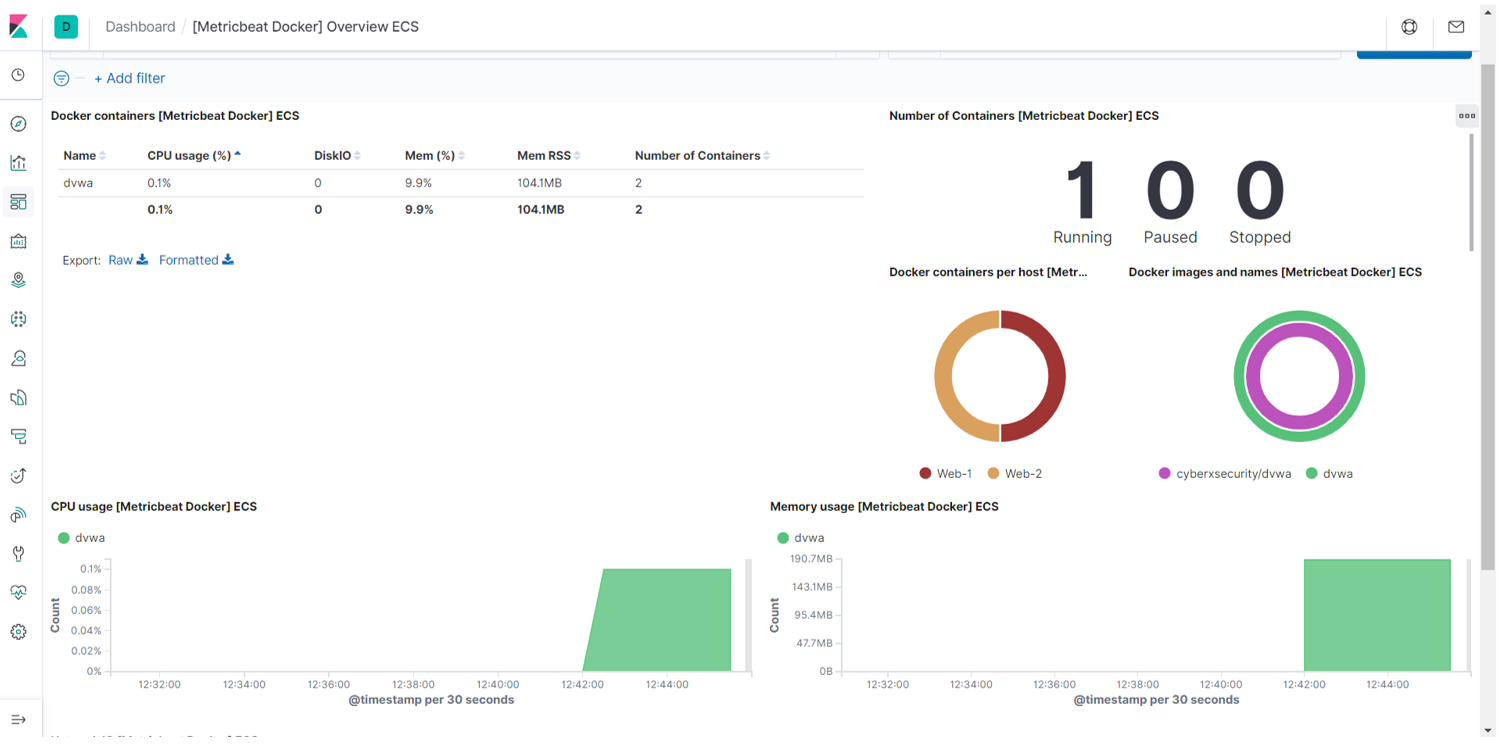 D Dashboard / [Metricbeat Docker] Overview ECS
+ Add filter
Docker containers [Metricbeat Docker] ECS
Name CPU usage (%) DiskIO Mem (%) Mem RSS Number of Containers
dvwa 0.1% 0 9.9% 104.1MB 2
0.1% 0 9.9% 104.1MB 2
Export: Raw Formatted
Number of Containers [Metricbeat Docker] ECS
1 0 0
Running Paused Stopped
Docker containers per host [Metr...
Web-1 Web-2
Docker images and names [Metricbeat Docker] ECS
cyberxsecurity/dvwa dvwa
CPU usage [Metricbeat Docker] ECS
dvwa
Count
0.1%
0.08%
0.06%
0.04%
0.02%
0%
12:32:00 12:34:00 12:36:00 12:38:00 12:40:00 12:42:00 12:44:00
@timestamp per 30 seconds
Memory usage [Metricbeat Docker] ECS
dvwa
Count
190.7MB
143.1MB
95.4MB
47.7MB
0B
12:32:00 12:34:00 12:36:00 12:38:00 12:40:00 12:42:00 12:44:00
@timestamp per 30 seconds